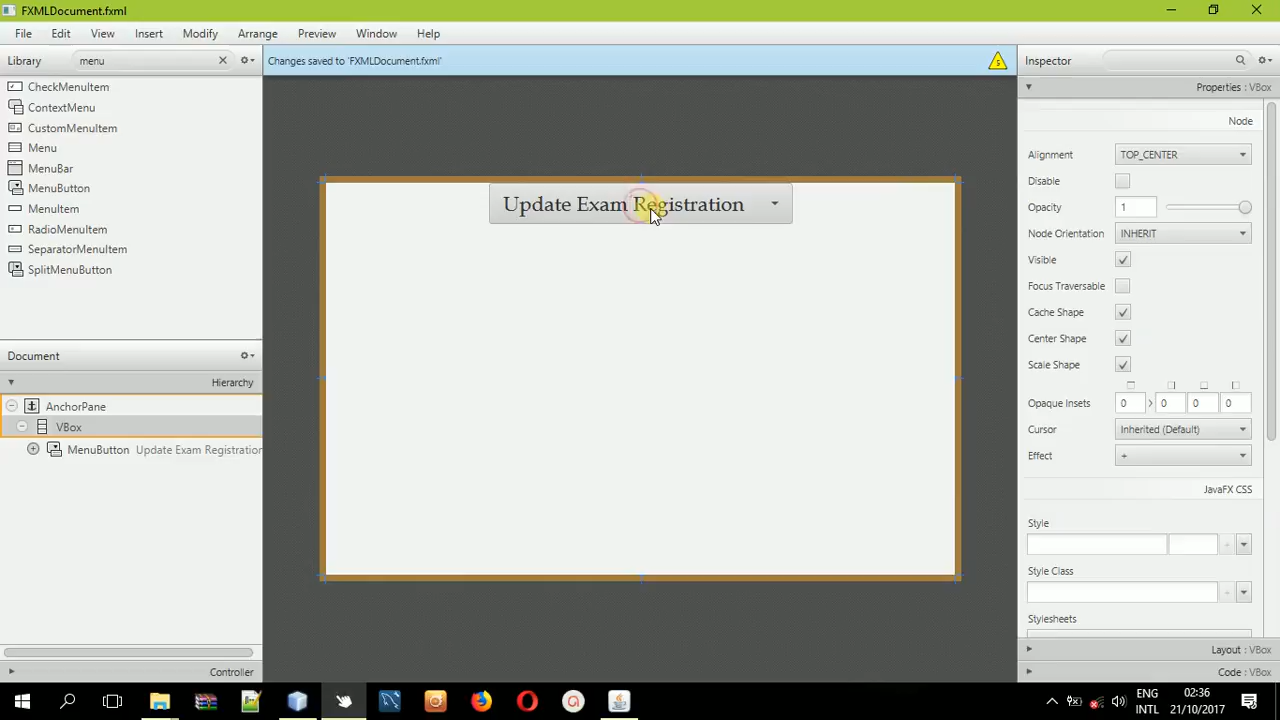 FXMLDocument.fxml
File Edit View Insert Modify Arrange Preview Window Help
Library menu
Changes saved to 'FXMLDocument.fxml'
5
Inspector
CheckMenuItem
ContextMenu
CustomMenuItem
Menu
MenuBar
MenuButton
MenuItem
RadioMenuItem
SeparatorMenuItem
SplitMenuButton
Document
Hierarchy
AnchorPane
VBox
MenuButton Update Exam Registration
Controller
Update Exam Registration
Properties : VBox
Node
Alignment TOP_CENTER
Disable
Opacity 1
Node Orientation INHERIT
Visible
Focus Traversable
Cache Shape
Center Shape
Scale Shape
Opaque Insets 0 0 0 0
Cursor Inherited (Default)
Effect +
JavaFX CSS
Style
Style Class
Stylesheets
Layout : VBox
Code : VBox
ENG
INTL
02:36
21/10/2017